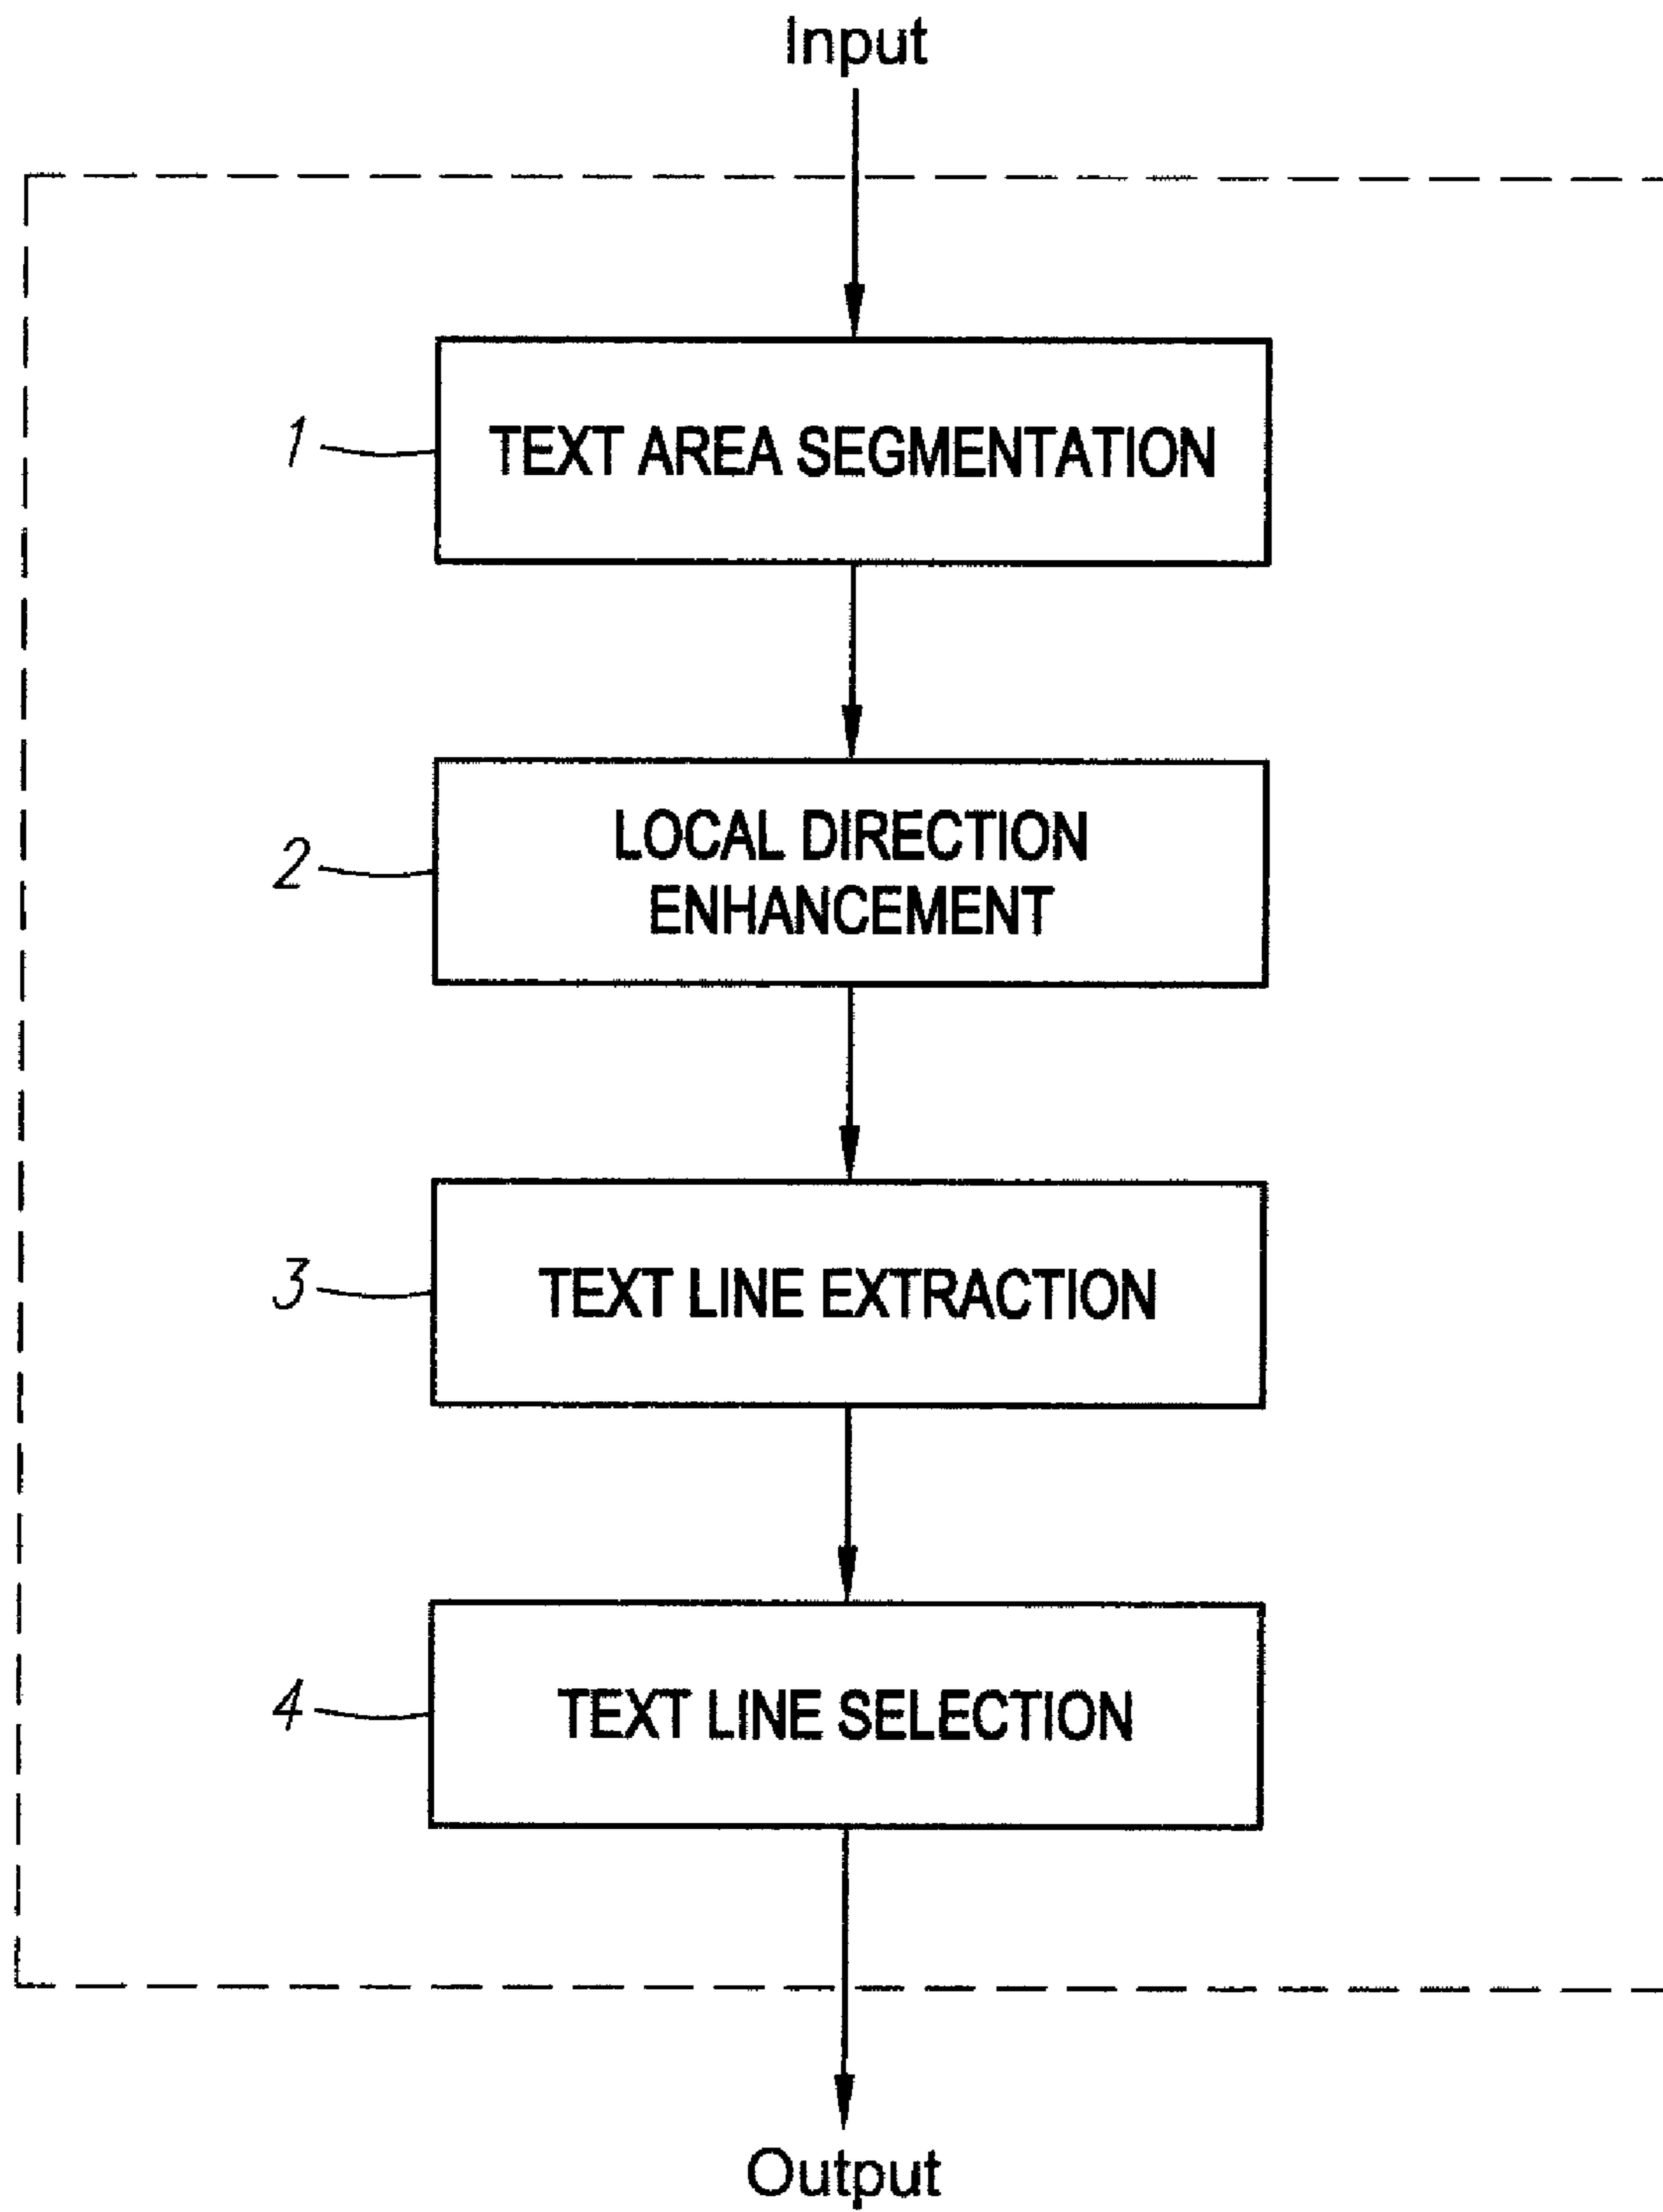 Input
1
TEXT AREA SEGMENTATION
2
LOCAL DIRECTION
ENHANCEMENT
3
TEXT LINE EXTRACTION
4
TEXT LINE SELECTION
Output